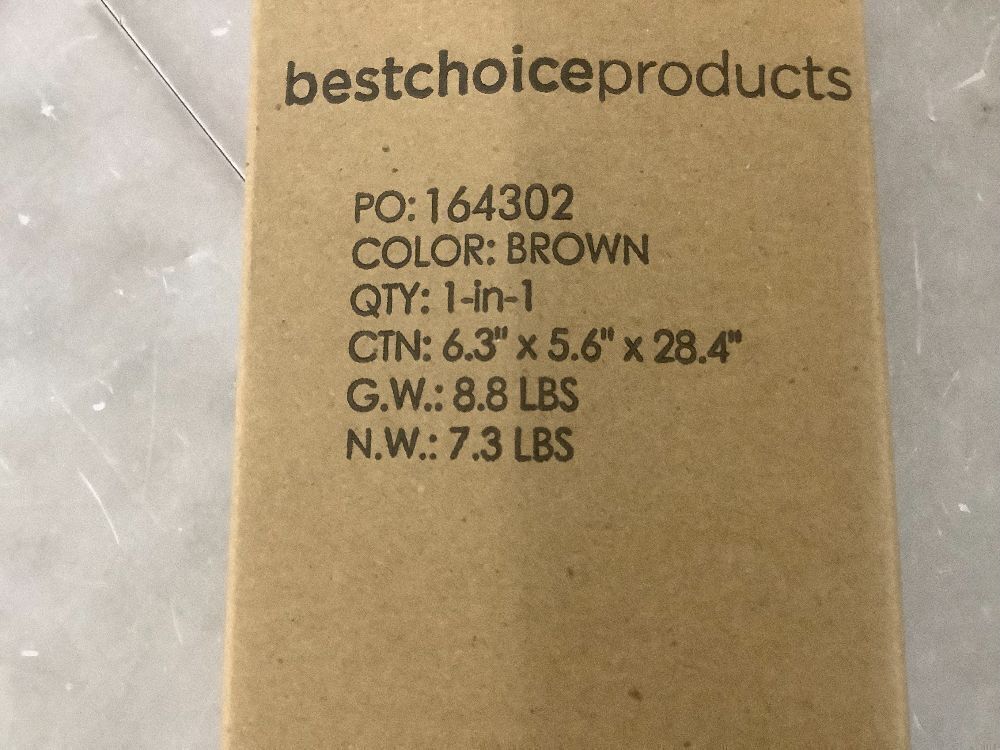 bestchoiceproducts
PO: 164302
COLOR: BROWN
QTY: 1-in-1
CTN: 6.3" x 5.6" x 28.4"
G.W.: 8.8 LBS
N.W.: 7.3 LBS